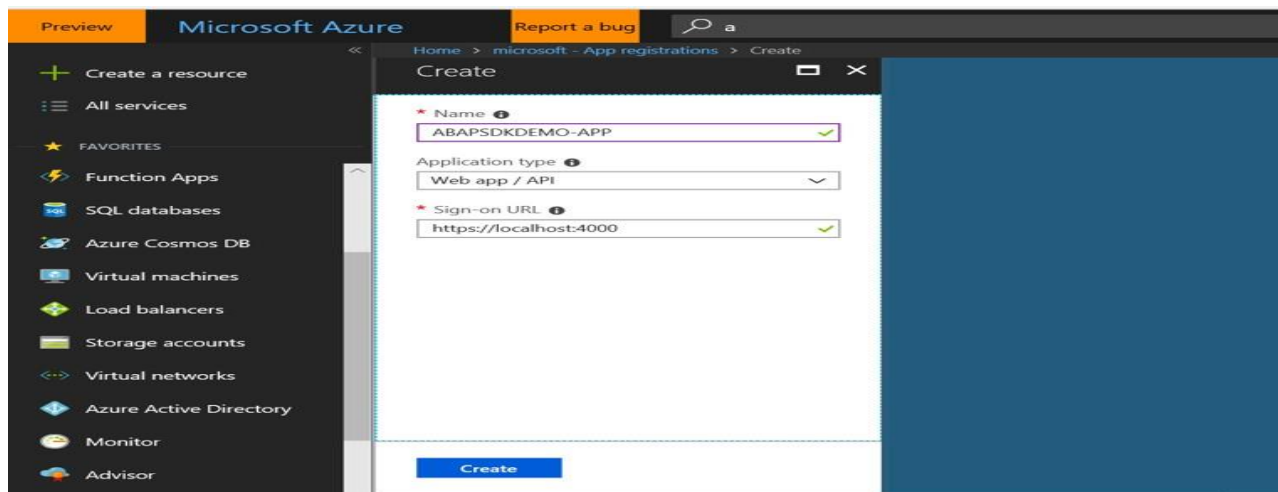 Preview Microsoft Azure Report a bug a
Home > microsoft - App registrations > Create
Create a resource
All services
FAVORITES
Function Apps
SQL databases
Azure Cosmos DB
Virtual machines
Load balancers
Storage accounts
Virtual networks
Azure Active Directory
Monitor
Advisor
Create
* Name
ABAPSDKDEMO-APP
Application type
Web app / API
* Sign-on URL
https://localhost:4000
Create